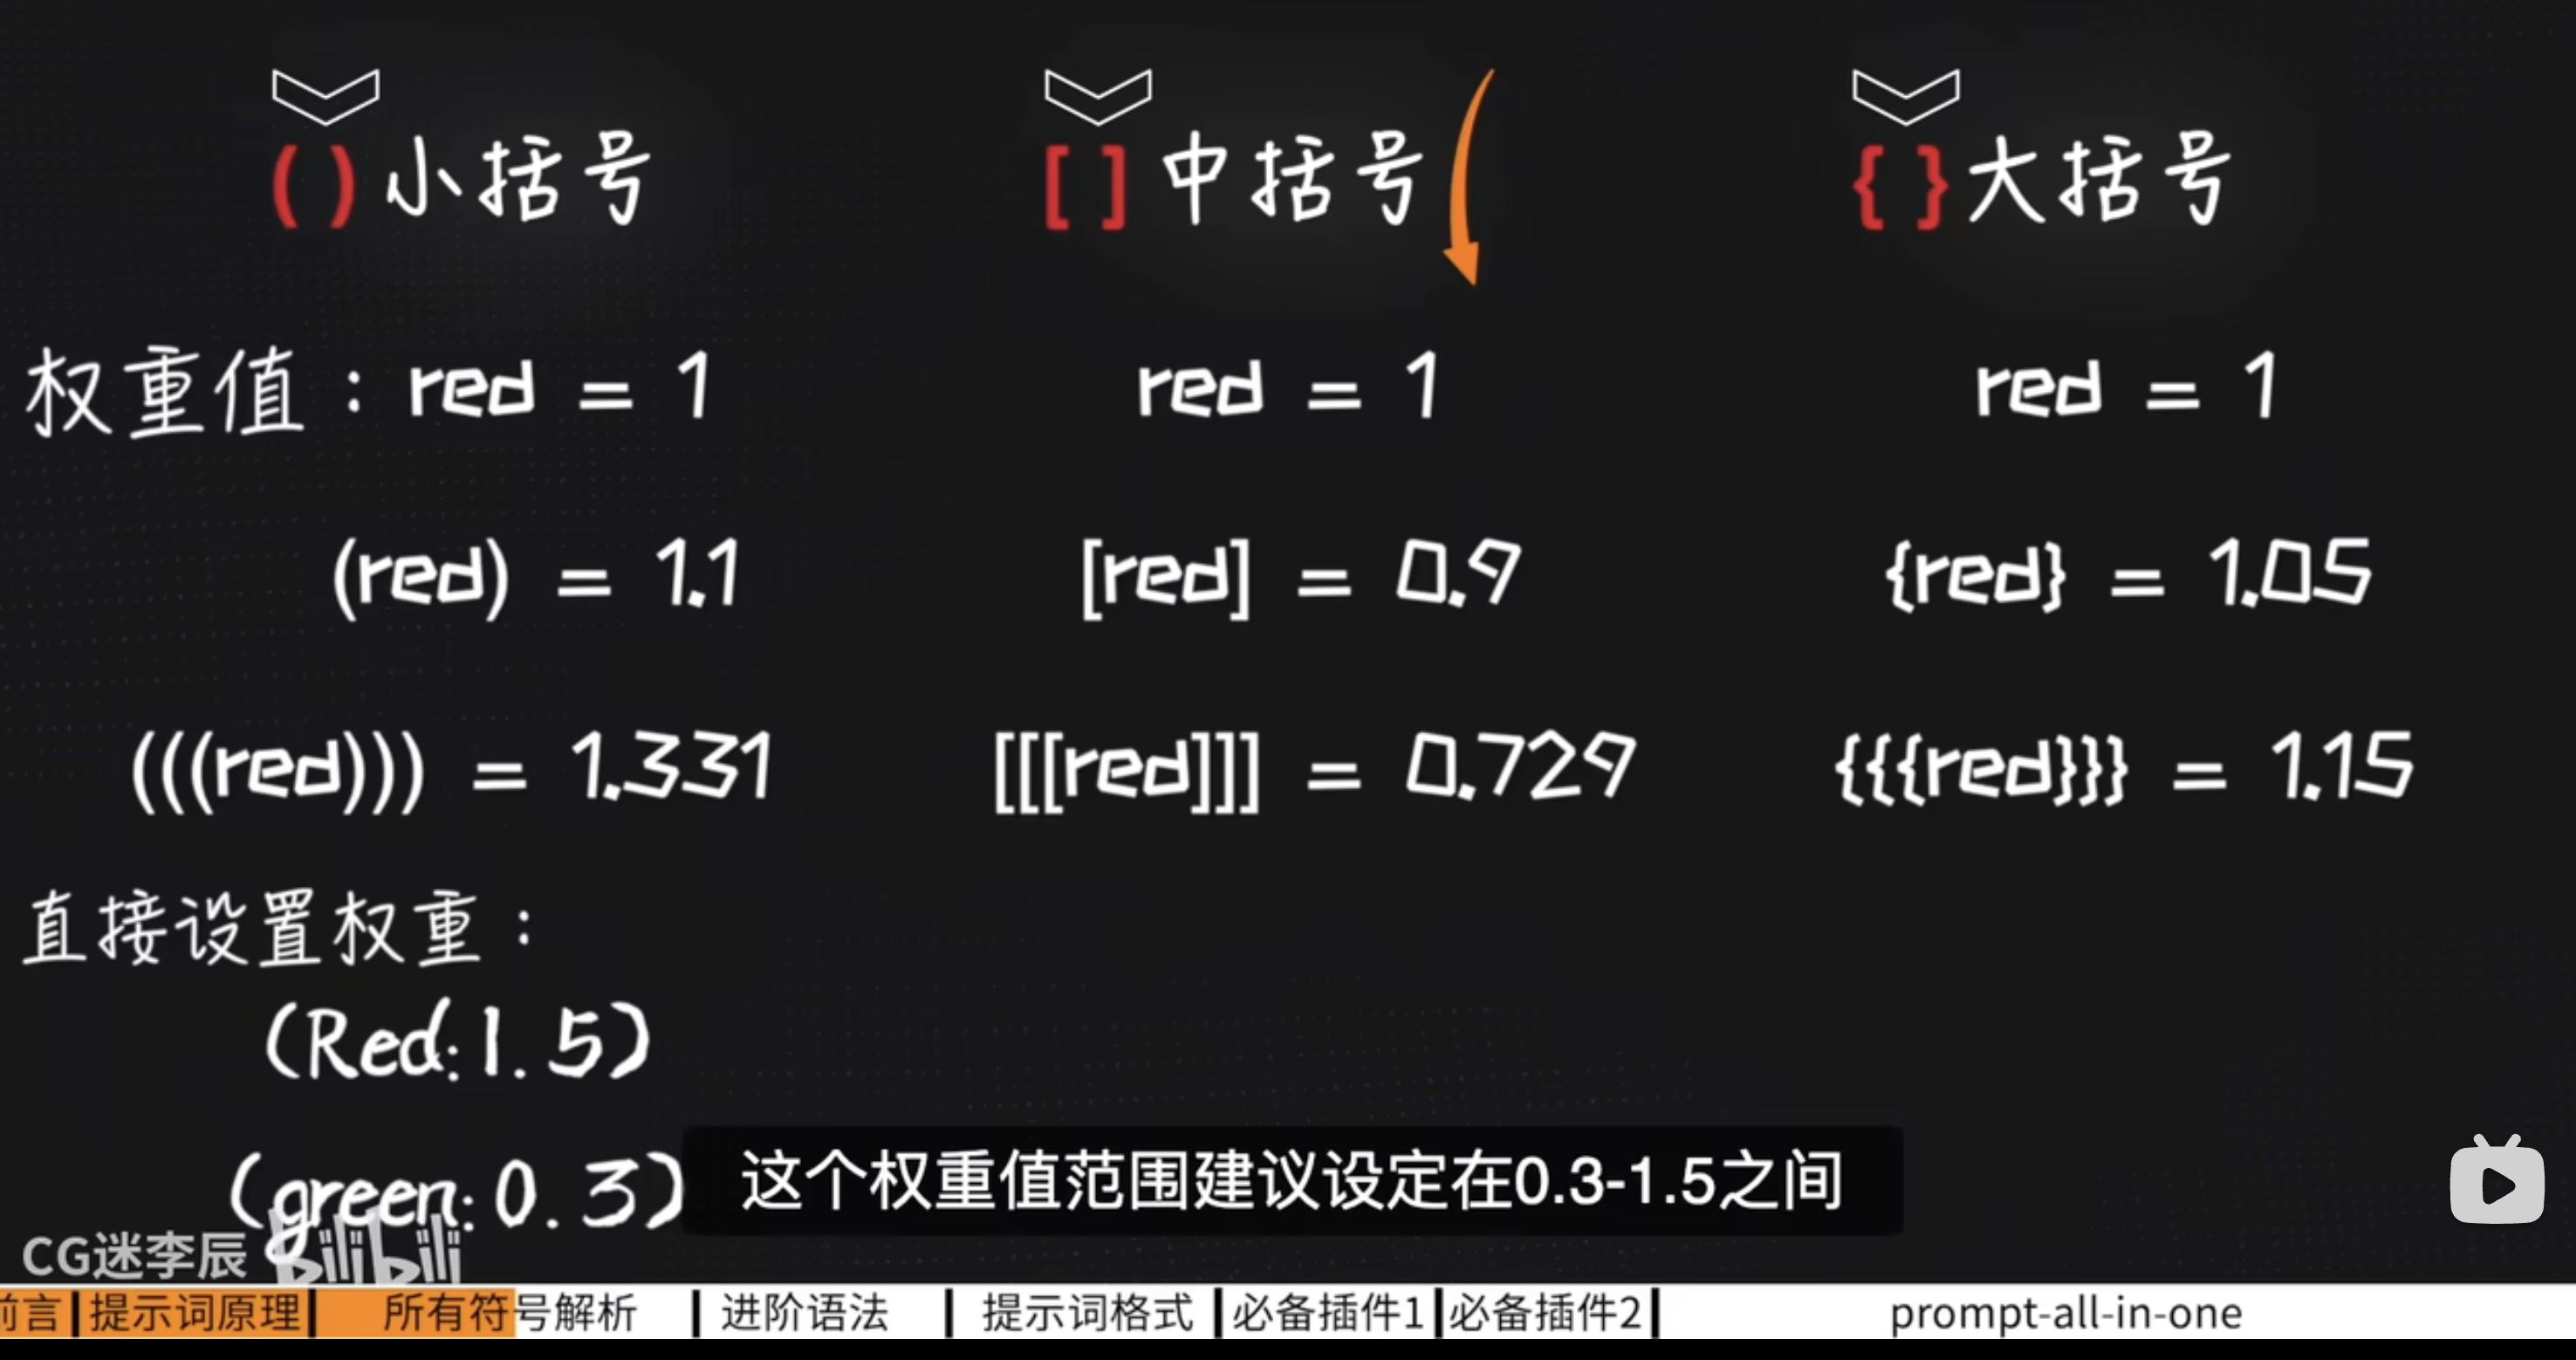 ( ) 小括号
[ ] 中括号
{ } 大括号
权重值：red = 1
red = 1
red = 1
(red) = 1.1
[red] = 0.9
{red} = 1.05
(((red))) = 1.331
[[[red]]] = 0.729
{{{red}}} = 1.15
直接设置权重：
(Red:1.5)
(green:0.3)
这个权重值范围建议设定在0.3-1.5之间
CG迷李辰 bilibili
前言 提示词原理 所有符号解析 进阶语法 提示词格式 必备插件1 必备插件2 prompt-all-in-one